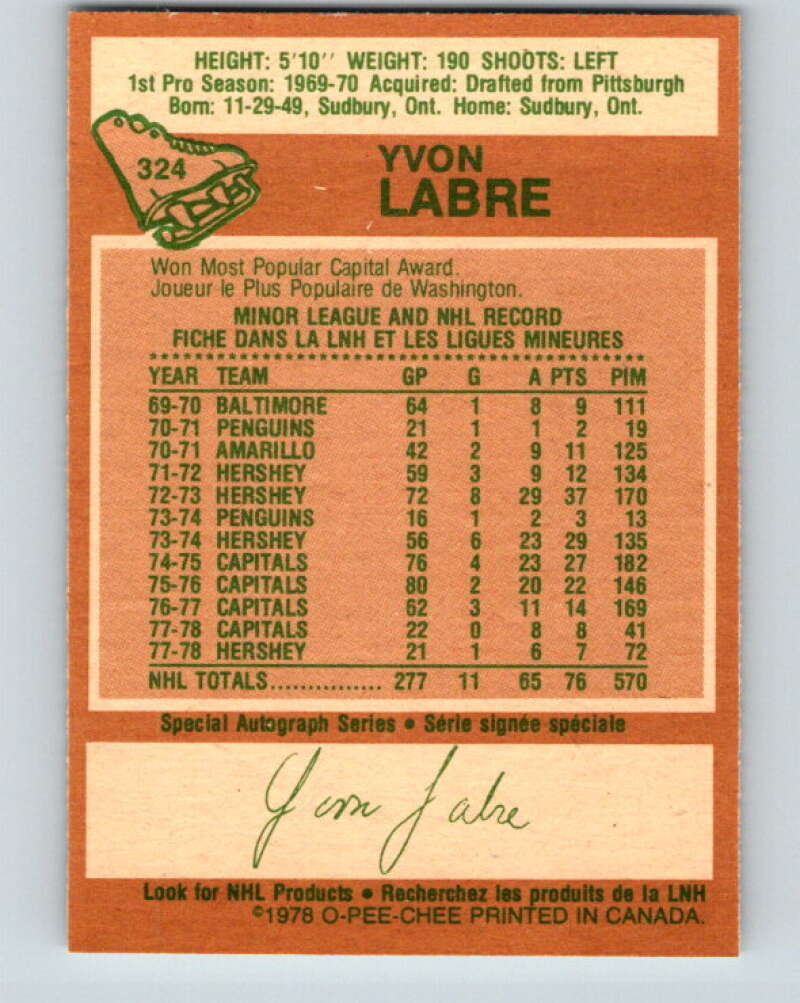 HEIGHT: 5'10'' WEIGHT: 190 SHOOTS: LEFT
1st Pro Season: 1969-70 Acquired: Drafted from Pittsburgh
Born: 11-29-49, Sudbury, Ont. Home: Sudbury, Ont.
324
YVON
LABRE
Won Most Popular Capital Award.
Joueur le Plus Populaire de Washington.
MINOR LEAGUE AND NHL RECORD
FICHE DANS LA LNH ET LES LIGUES MINEURES
YEAR TEAM GP G A PTS PIM
69-70 BALTIMORE 64 1 8 9 111
70-71 PENGUINS 21 1 1 2 19
70-71 AMARILLO 42 2 9 11 125
71-72 HERSHEY 59 3 9 12 134
72-73 HERSHEY 72 8 29 37 170
73-74 PENGUINS 16 1 2 3 13
73-74 HERSHEY 56 6 23 29 135
74-75 CAPITALS 76 4 23 27 182
75-76 CAPITALS 80 2 20 22 146
76-77 CAPITALS 62 3 11 14 169
77-78 CAPITALS 22 0 8 8 41
77-78 HERSHEY 21 1 6 7 72
NHL TOTALS............... 277 11 65 76 570
Special Autograph Series • Série signée spéciale
Yvon Labre
Look for NHL Products • Recherchez les produits de la LNH
©1978 O-PEE-CHEE PRINTED IN CANADA.